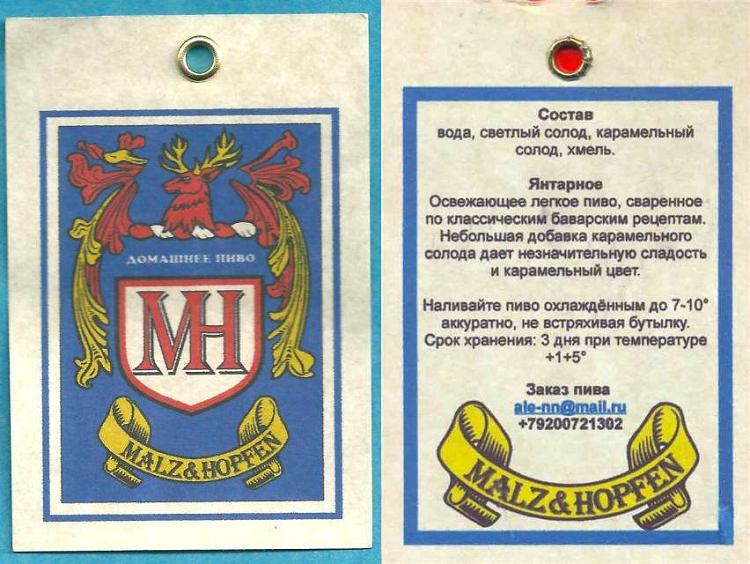 ДОМАШНЕЕ ПИВО
MH
MALZ&HOPFEN
Состав
вода, светлый солод, карамельный
солод, хмель.
Янтарное
Освежающее легкое пиво, сваренное
по классическим баварским рецептам.
Небольшая добавка карамельного
солода дает незначительную сладость
и карамельный цвет.
Наливайте пиво охлаждённым до 7-10°
аккуратно, не встряхивая бутылку.
Срок хранения: 3 дня при температуре
+1+5°
Заказ пива
ale-nn@mail.ru
+79200721302
MALZ&HOPFEN